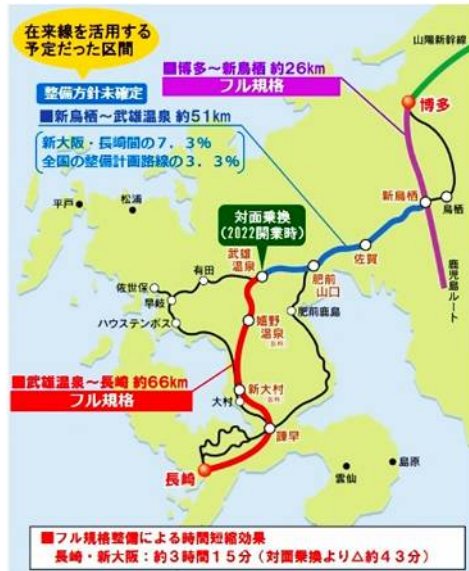 在来線を活用する
予定だった区間
整備方針未確定
■新鳥栖～武雄温泉 約51km
新大阪・長崎間の7．3％
全国の整備計画路線の3．3％
■博多～新鳥栖 約26km
フル規格
山陽新幹線
博多
新鳥栖
鳥栖
鹿児島ルート
平戸
松浦
対面乗換
(2022開業時)
武雄
温泉
佐賀
肥前
山口
有田
佐世保
早岐
ハウステンボス
肥前鹿島
嬉野
温泉
■武雄温泉～長崎 約66km
フル規格
新大村
大村
諫早
長崎
雲仙
島原
■フル規格整備による時間短縮効果
長崎・新大阪：約3時間15分（対面乗換より△約43分）